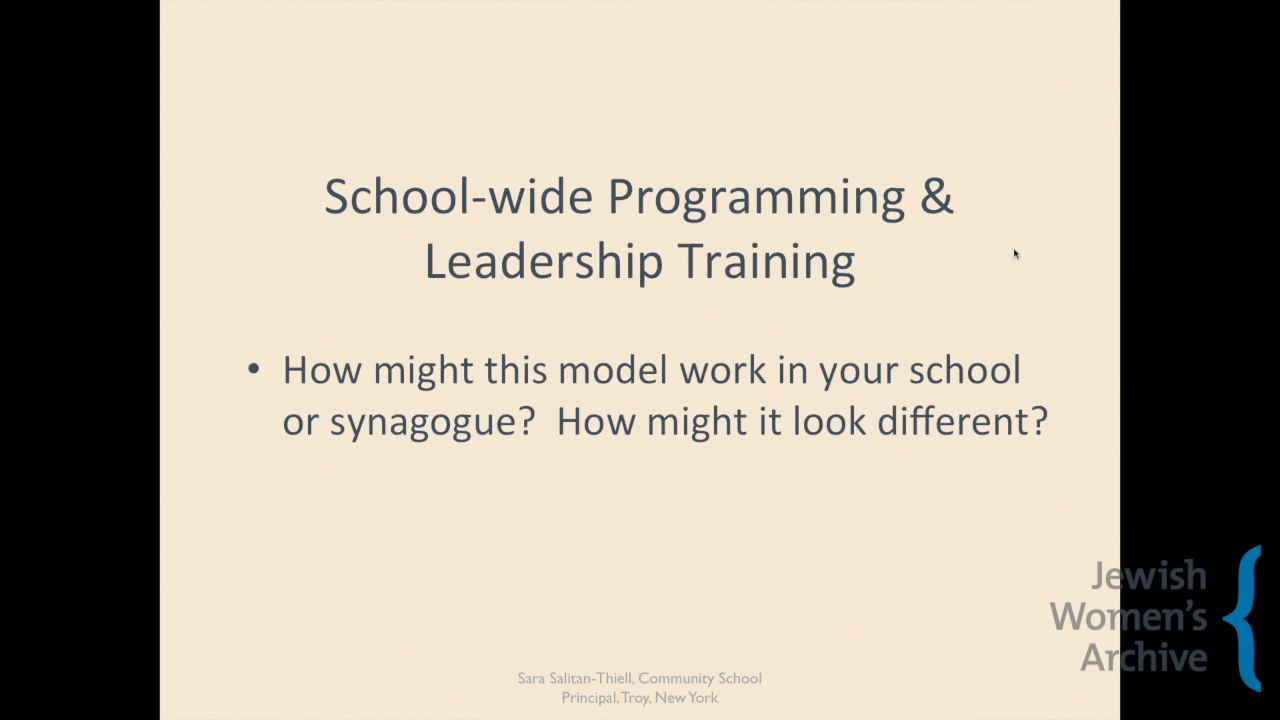 School-wide Programming &
Leadership Training
• How might this model work in your school
or synagogue?  How might it look different?
Jewish
Women's
Archive
Sara Salitan-Thiell, Community School
Principal, Troy, New York